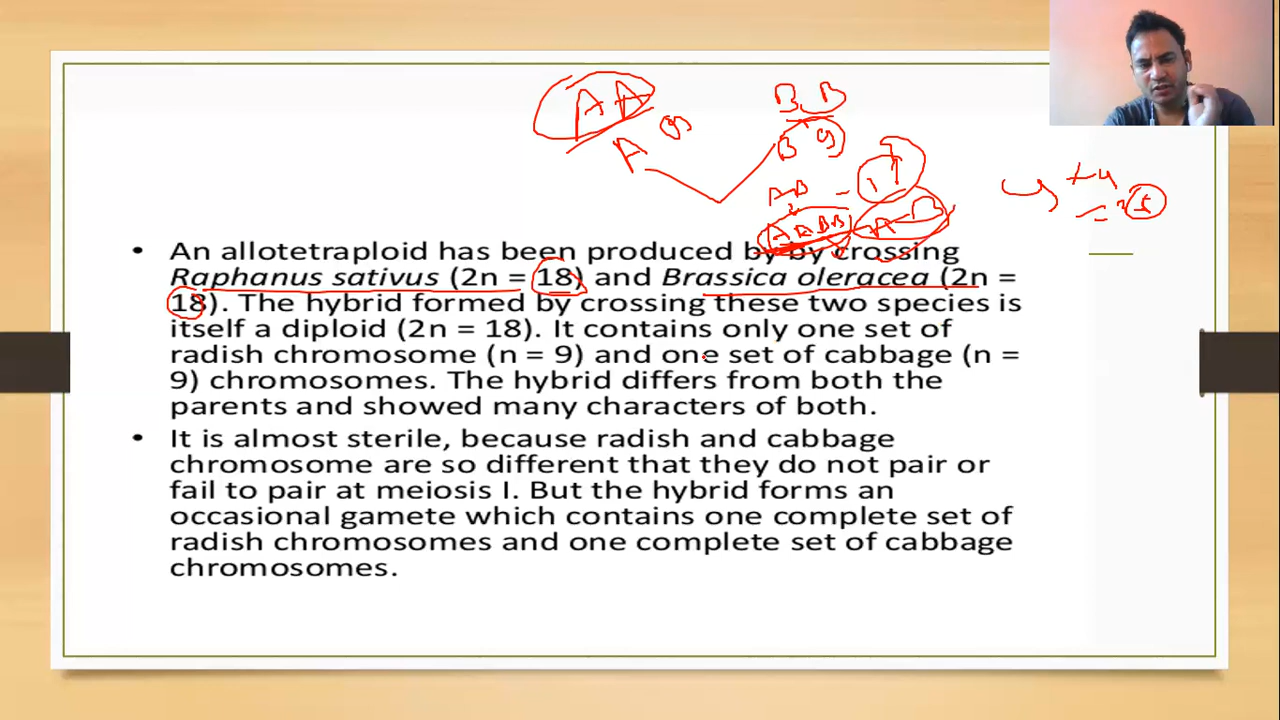 A A
B B
A 9
B 9
A B
A A B B A B
• An allotetraploid has been produced by by crossing
Raphanus sativus (2n = 18) and Brassica oleracea (2n =
18). The hybrid formed by crossing these two species is
itself a diploid (2n = 18). It contains only one set of
radish chromosome (n = 9) and one set of cabbage (n =
9) chromosomes. The hybrid differs from both the
parents and showed many characters of both.
• It is almost sterile, because radish and cabbage
chromosome are so different that they do not pair or
fail to pair at meiosis I. But the hybrid forms an
occasional gamete which contains one complete set of
radish chromosomes and one complete set of cabbage
chromosomes.